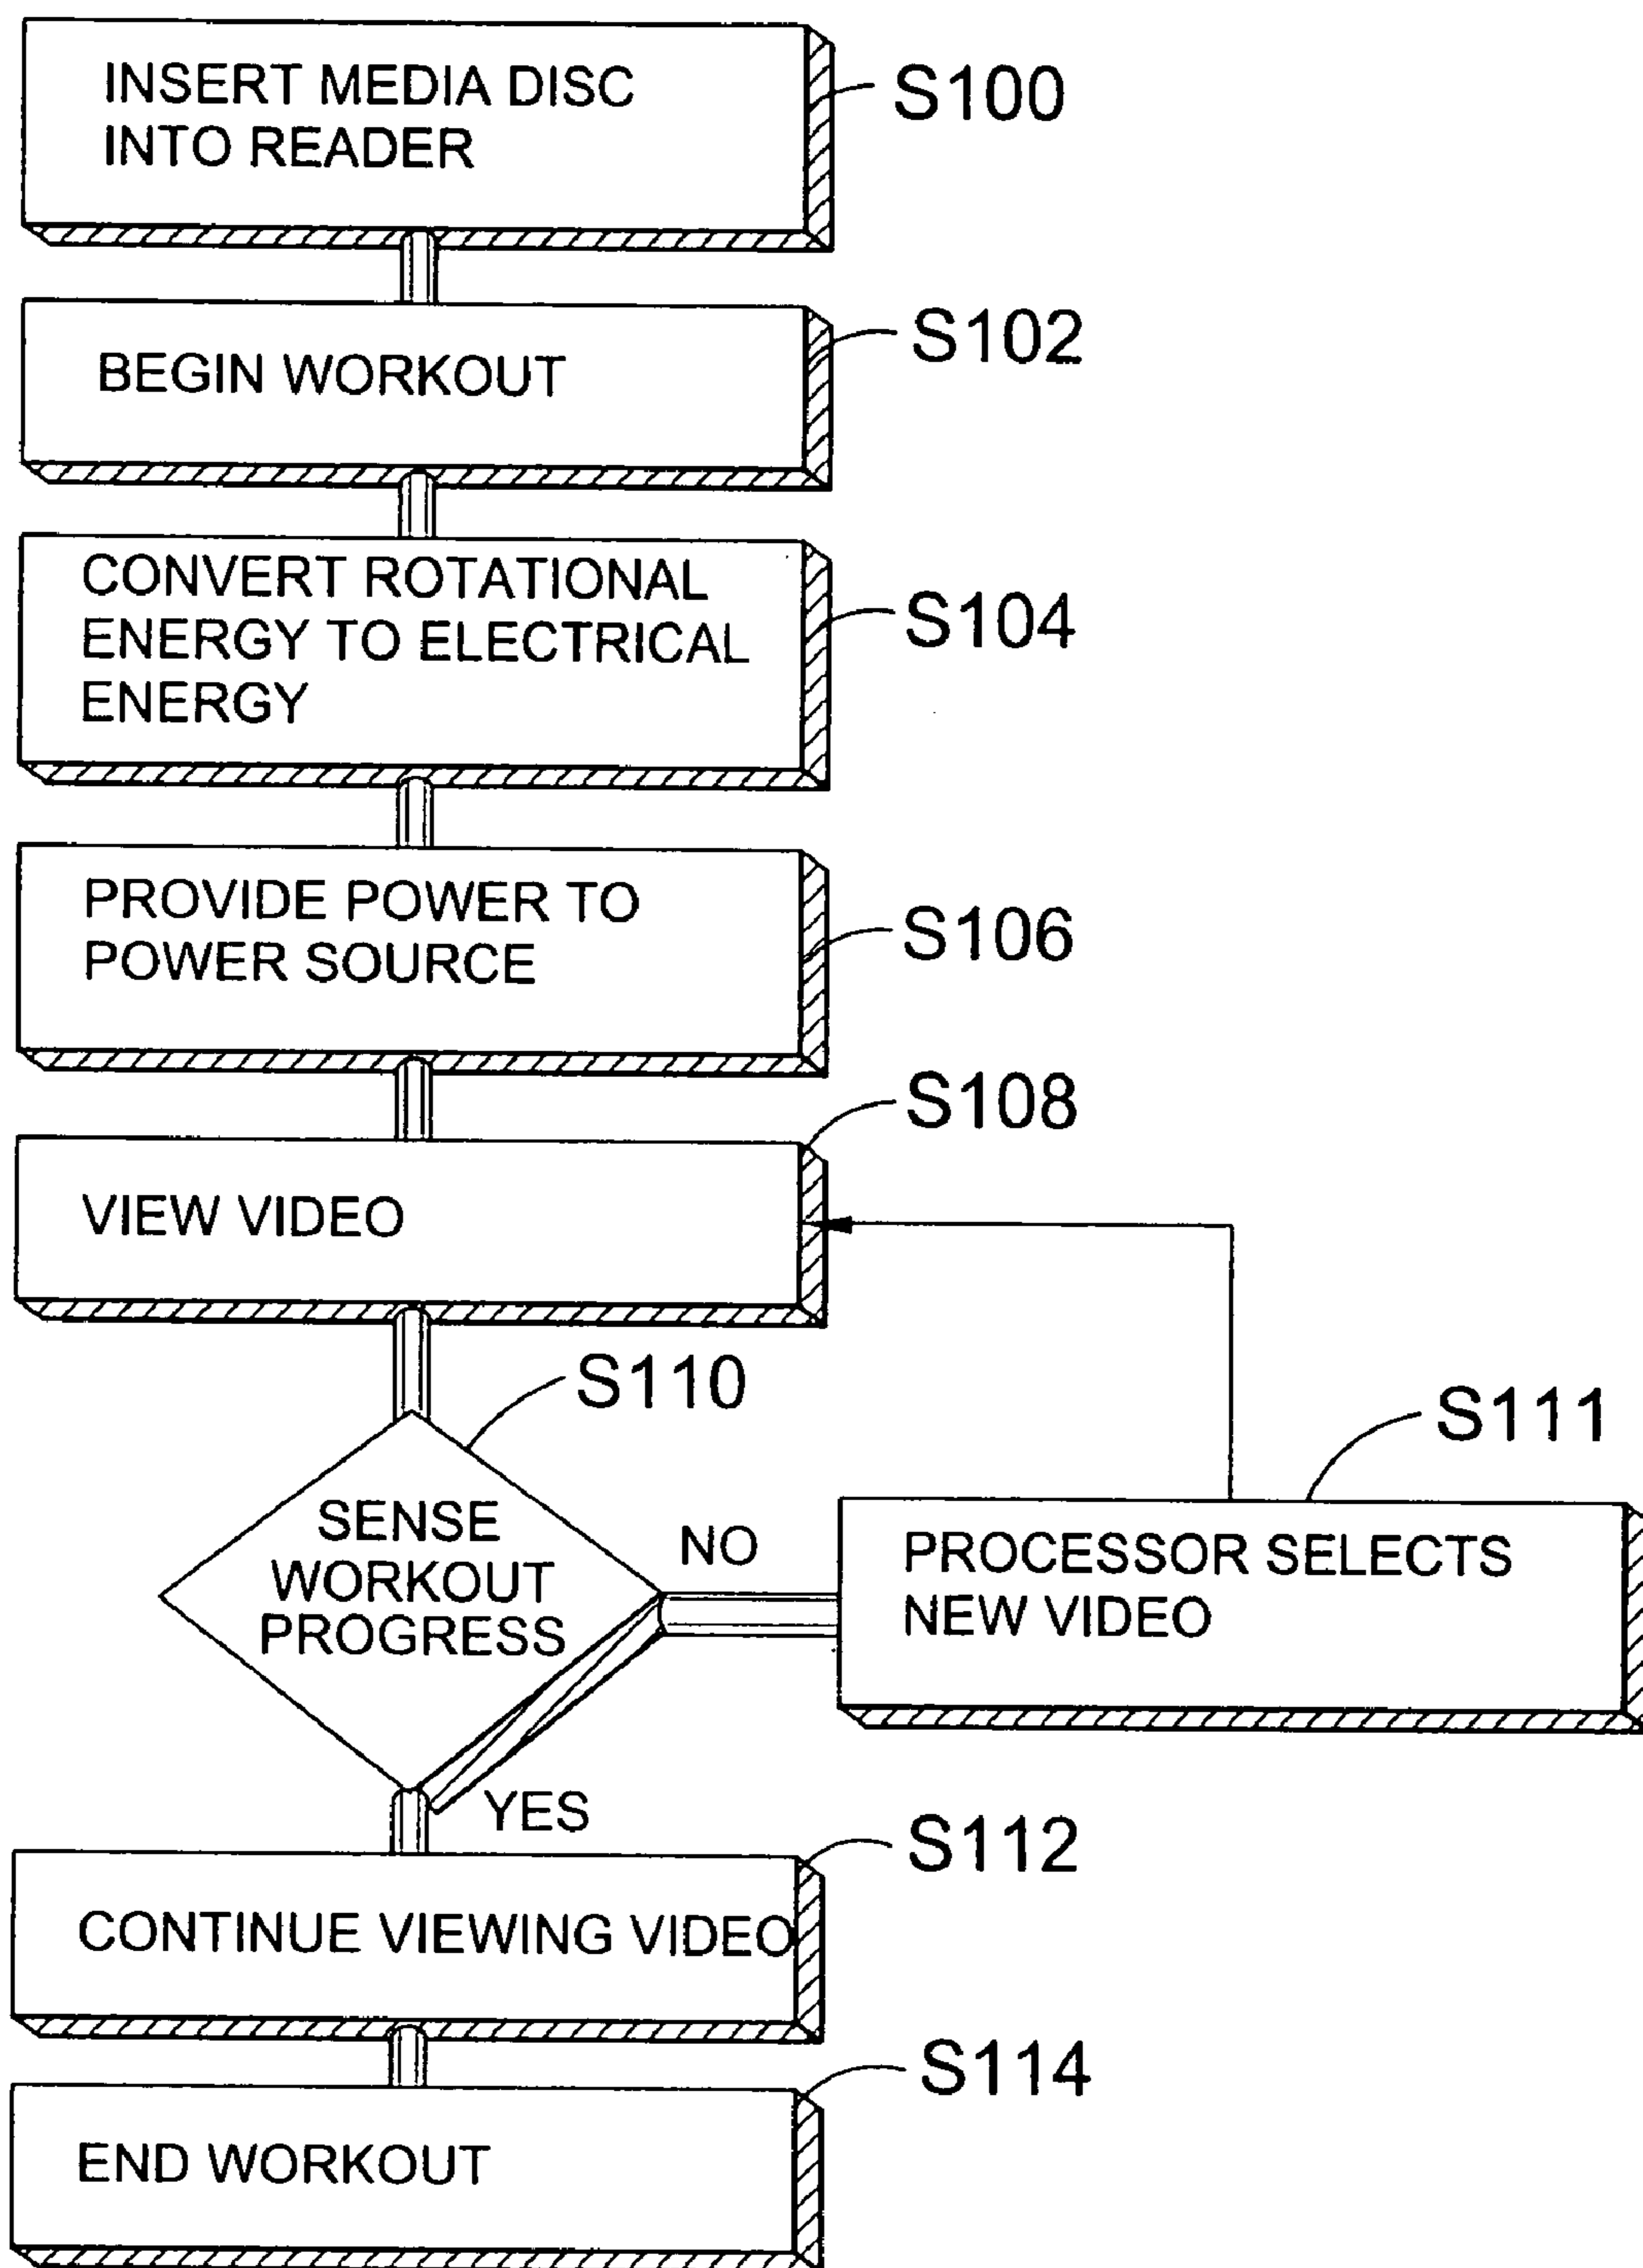 INSERT MEDIA DISC
INTO READER
S100
BEGIN WORKOUT
S102
CONVERT ROTATIONAL
ENERGY TO ELECTRICAL
ENERGY
S104
PROVIDE POWER TO
POWER SOURCE
S106
VIEW VIDEO
S108
SENSE
WORKOUT
PROGRESS
S110
NO
PROCESSOR SELECTS
NEW VIDEO
S111
YES
CONTINUE VIEWING VIDEO
S112
END WORKOUT
S114